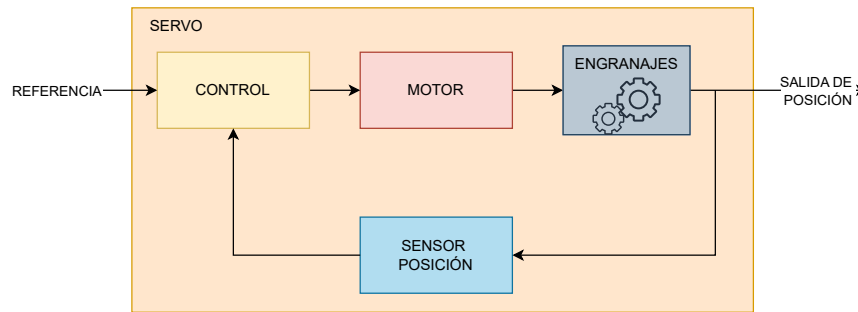 SERVO
REFERENCIA
CONTROL
MOTOR
ENGRANAJES
SALIDA DE
POSICIÓN
SENSOR
POSICIÓN